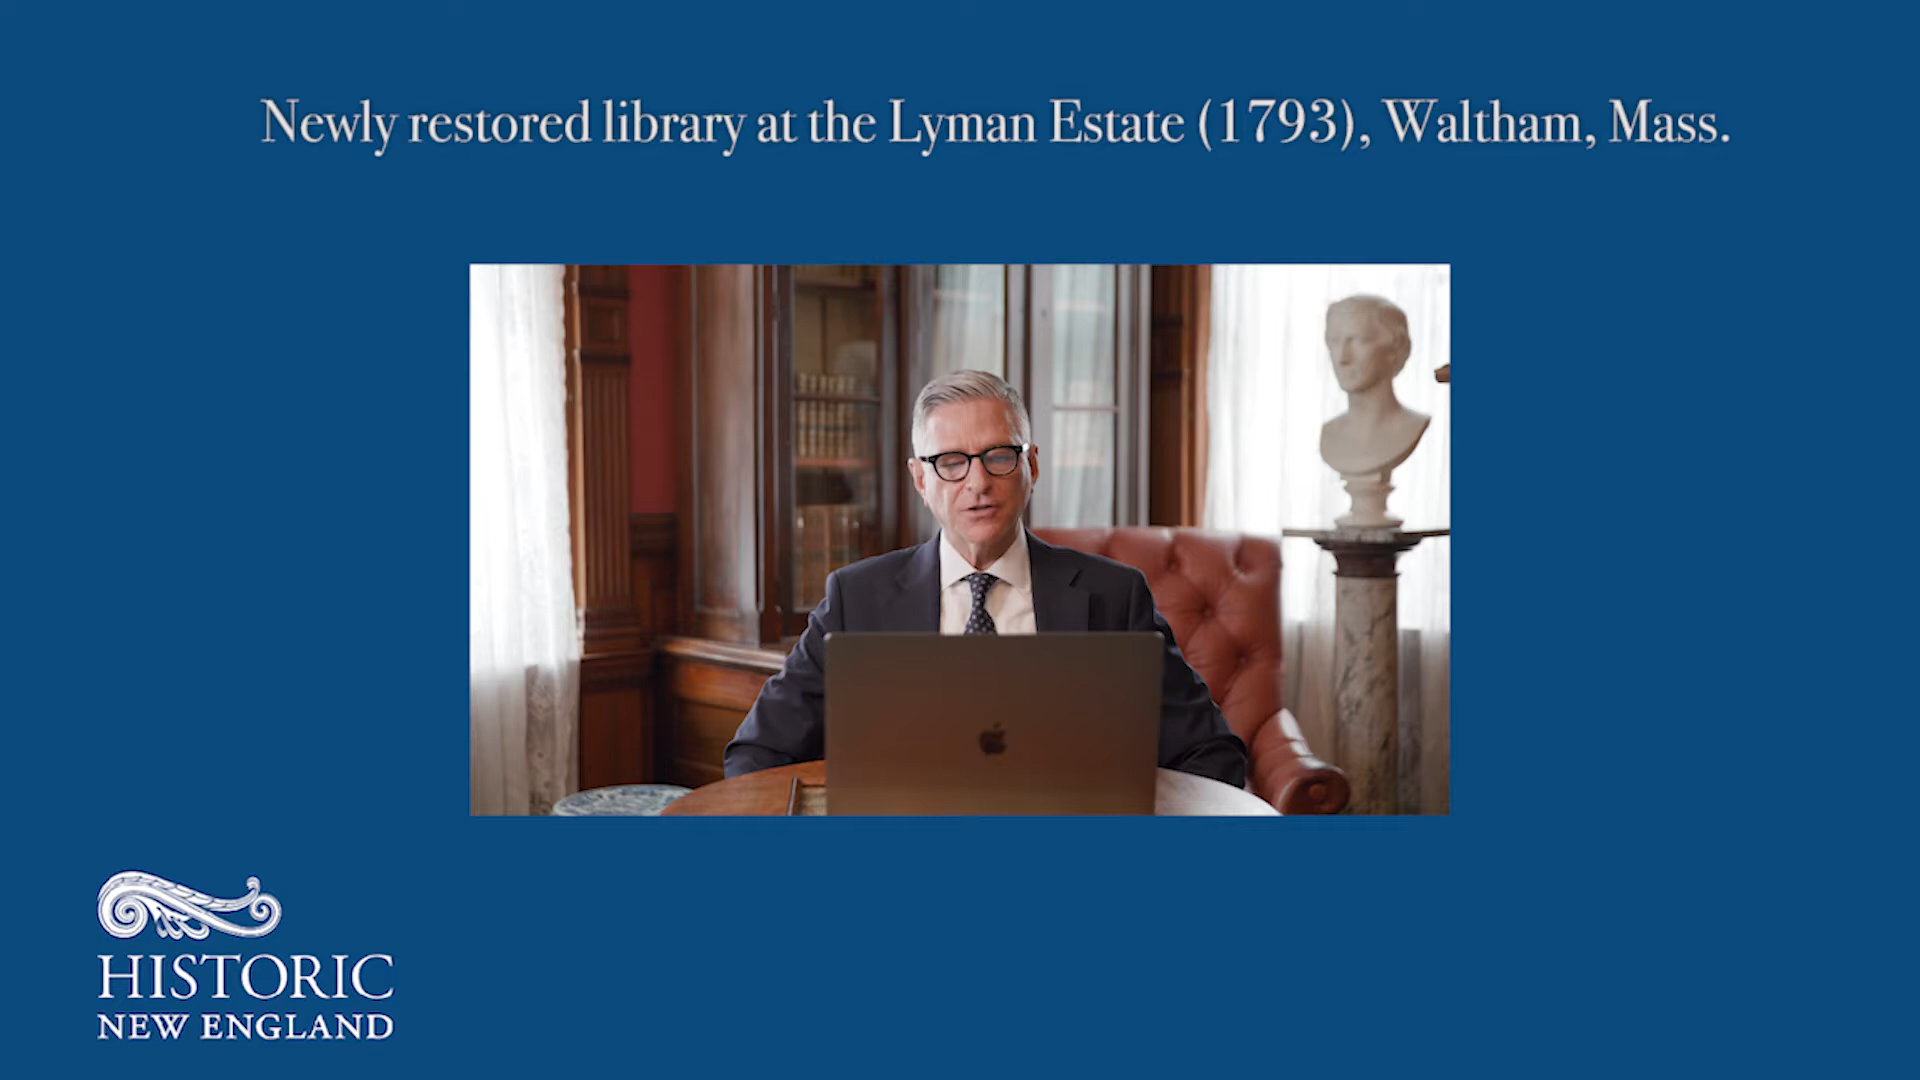 Newly restored library at the Lyman Estate (1793), Waltham, Mass.
HISTORIC
NEW ENGLAND